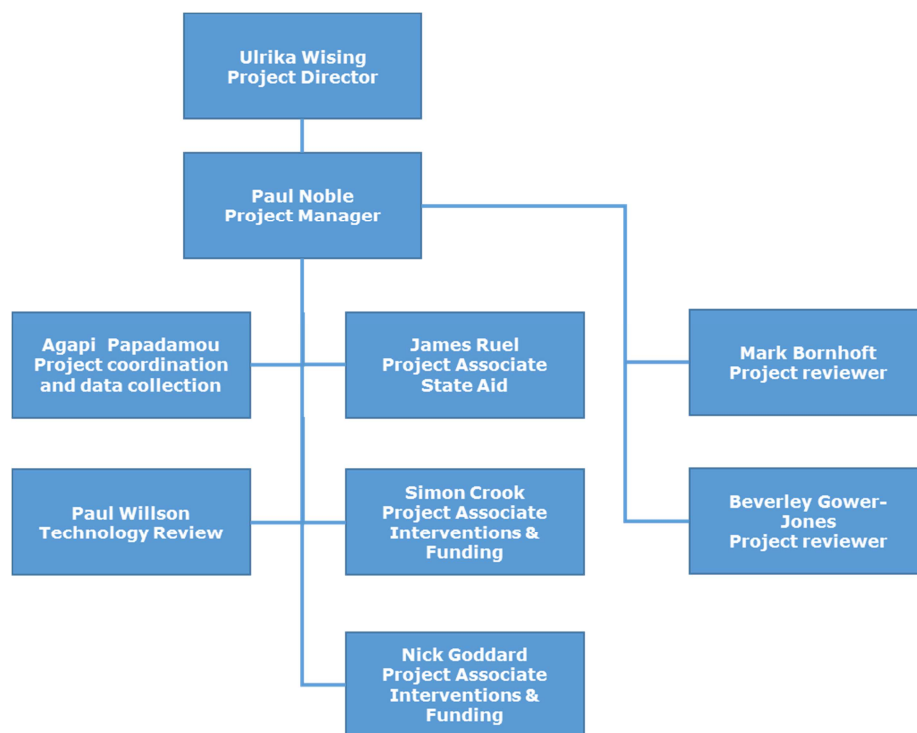 Ulrika Wising
Project Director
Paul Noble
Project Manager
Agapi Papadamou
Project coordination
and data collection
James Ruel
Project Associate
State Aid
Mark Bornhoft
Project reviewer
Paul Willson
Technology Review
Simon Crook
Project Associate
Interventions &
Funding
Beverley Gower-
Jones
Project reviewer
Nick Goddard
Project Associate
Interventions &
Funding